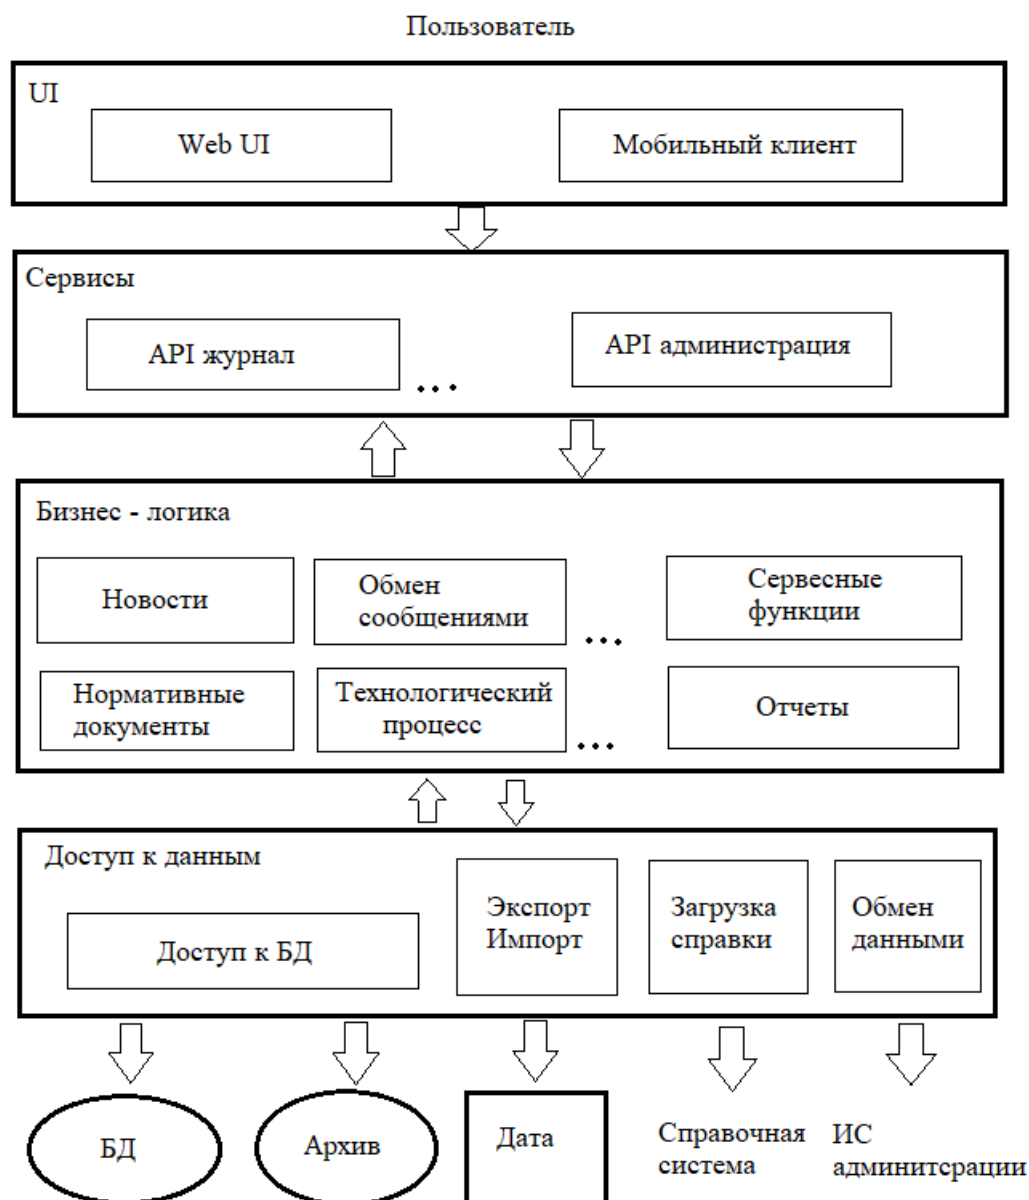 Пользователь
UI
Web UI
Мобильный клиент
Сервисы
API журнал
...
API администрация
Бизнес - логика
Новости
Обмен
сообщениями
...
Сервесные
функции
Нормативные
документы
Технологический
процесс
...
Отчеты
Доступ к данным
Доступ к БД
Экспорт
Импорт
Загрузка
справки
Обмен
данными
БД
Архив
Дата
Справочная
система
ИС
админитсрации